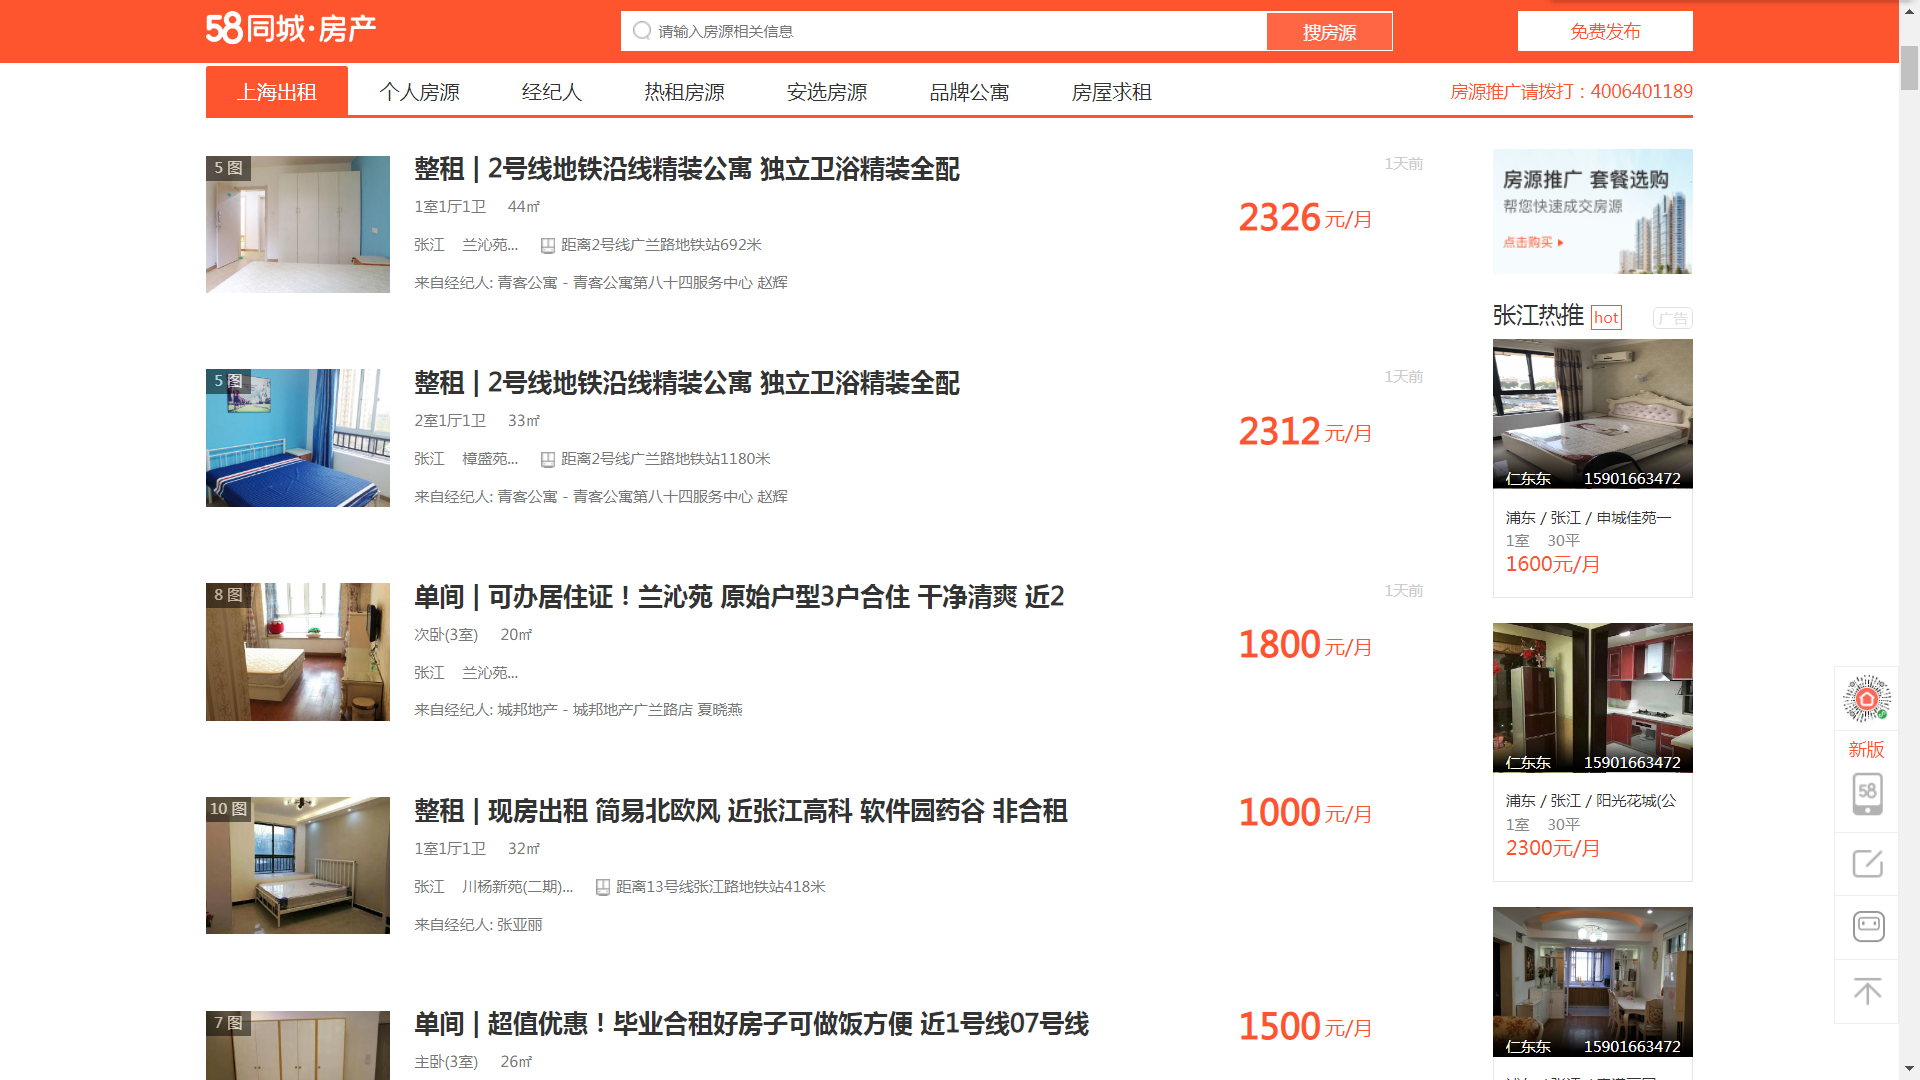 58同城·房产
请输入房源相关信息
搜房源
免费发布
上海出租
个人房源
经纪人
热租房源
安选房源
品牌公寓
房屋求租
房源推广请拨打：4006401189
5 图
整租 | 2号线地铁沿线精装公寓 独立卫浴精装全配
1天前
1室1厅1卫 44㎡
2326元/月
张江 兰沁苑... 距离2号线广兰路地铁站692米
来自经纪人: 青客公寓 - 青客公寓第八十四服务中心 赵辉
5 图
整租 | 2号线地铁沿线精装公寓 独立卫浴精装全配
1天前
2室1厅1卫 33㎡
2312元/月
张江 樟盛苑... 距离2号线广兰路地铁站1180米
来自经纪人: 青客公寓 - 青客公寓第八十四服务中心 赵辉
8 图
单间 | 可办居住证！兰沁苑 原始户型3户合住 干净清爽 近2
1天前
次卧(3室) 20㎡
1800元/月
张江 兰沁苑...
来自经纪人: 城邦地产 - 城邦地产广兰路店 夏晓燕
10 图
整租 | 现房出租 简易北欧风 近张江高科 软件园药谷 非合租
1000元/月
1室1厅1卫 32㎡
张江 川杨新苑(二期)... 距离13号线张江路地铁站418米
来自经纪人: 张亚丽
7 图
单间 | 超值优惠！毕业合租好房子可做饭方便 近1号线07号线
1500元/月
主卧(3室) 26㎡
房源推广 套餐选购
帮您快速成交房源
点击购买
张江热推
hot
广告
仁东东 15901663472
浦东 / 张江 / 申城佳苑一
1室 30平
1600元/月
仁东东 15901663472
浦东 / 张江 / 阳光花城(公
1室 30平
2300元/月
仁东东 15901663472
新版
58